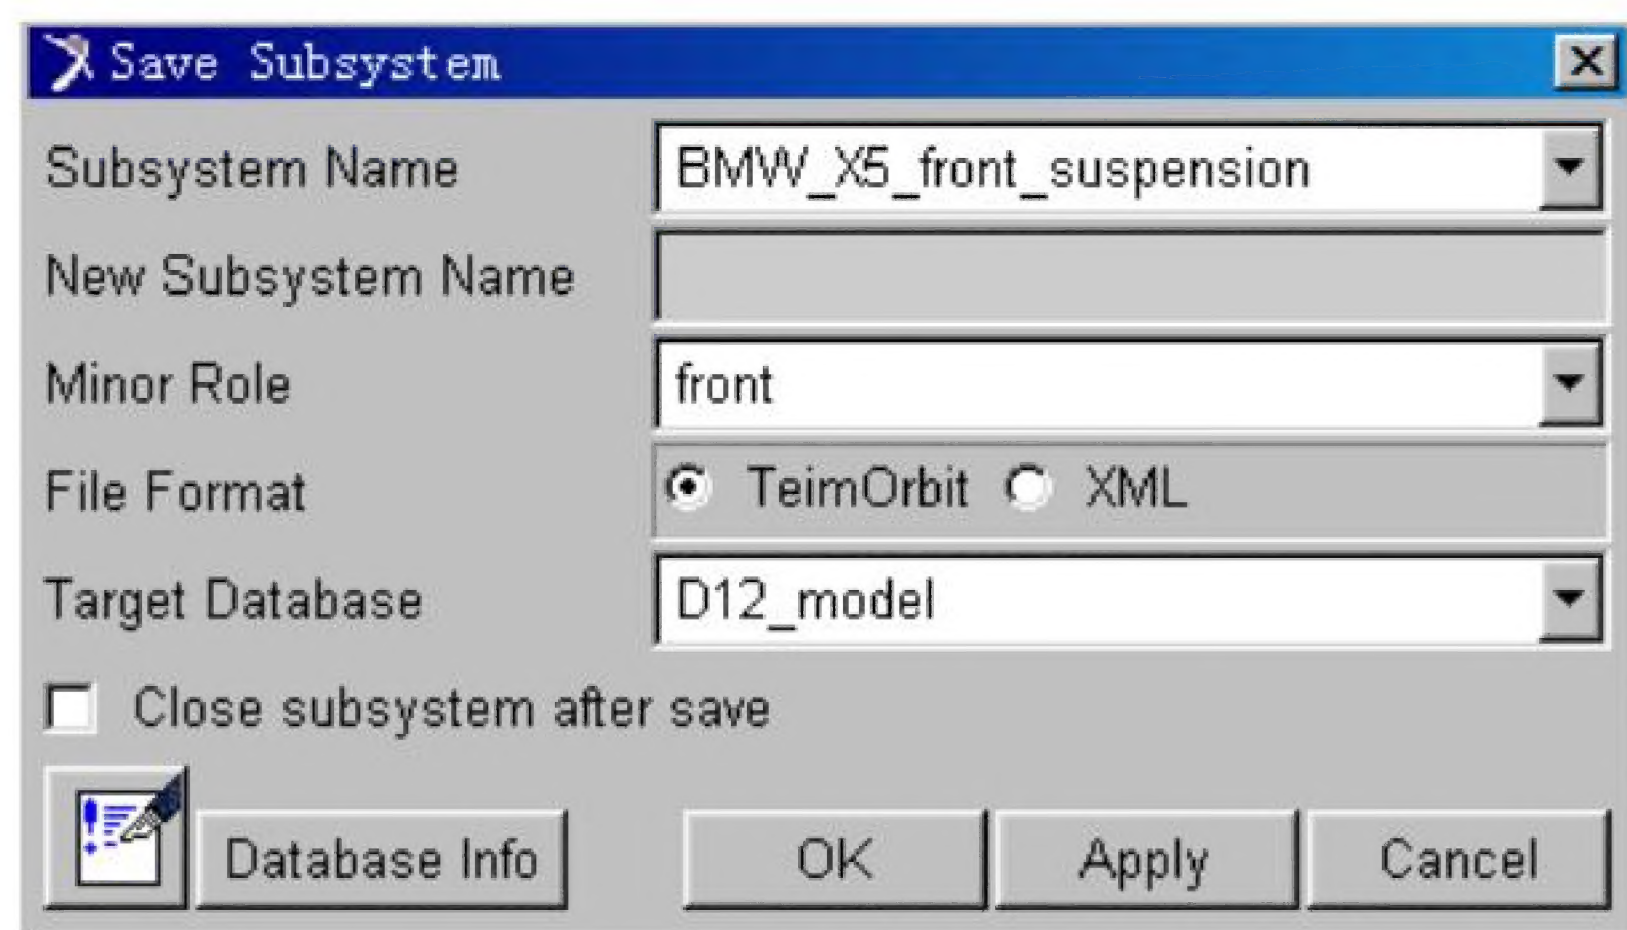 Save Subsystem
Subsystem Name BMW_X5_front_suspension
New Subsystem Name
Minor Role front
File Format TeimOrbit XML
Target Database D12_model
Close subsystem after save
Database Info OK Apply Cancel